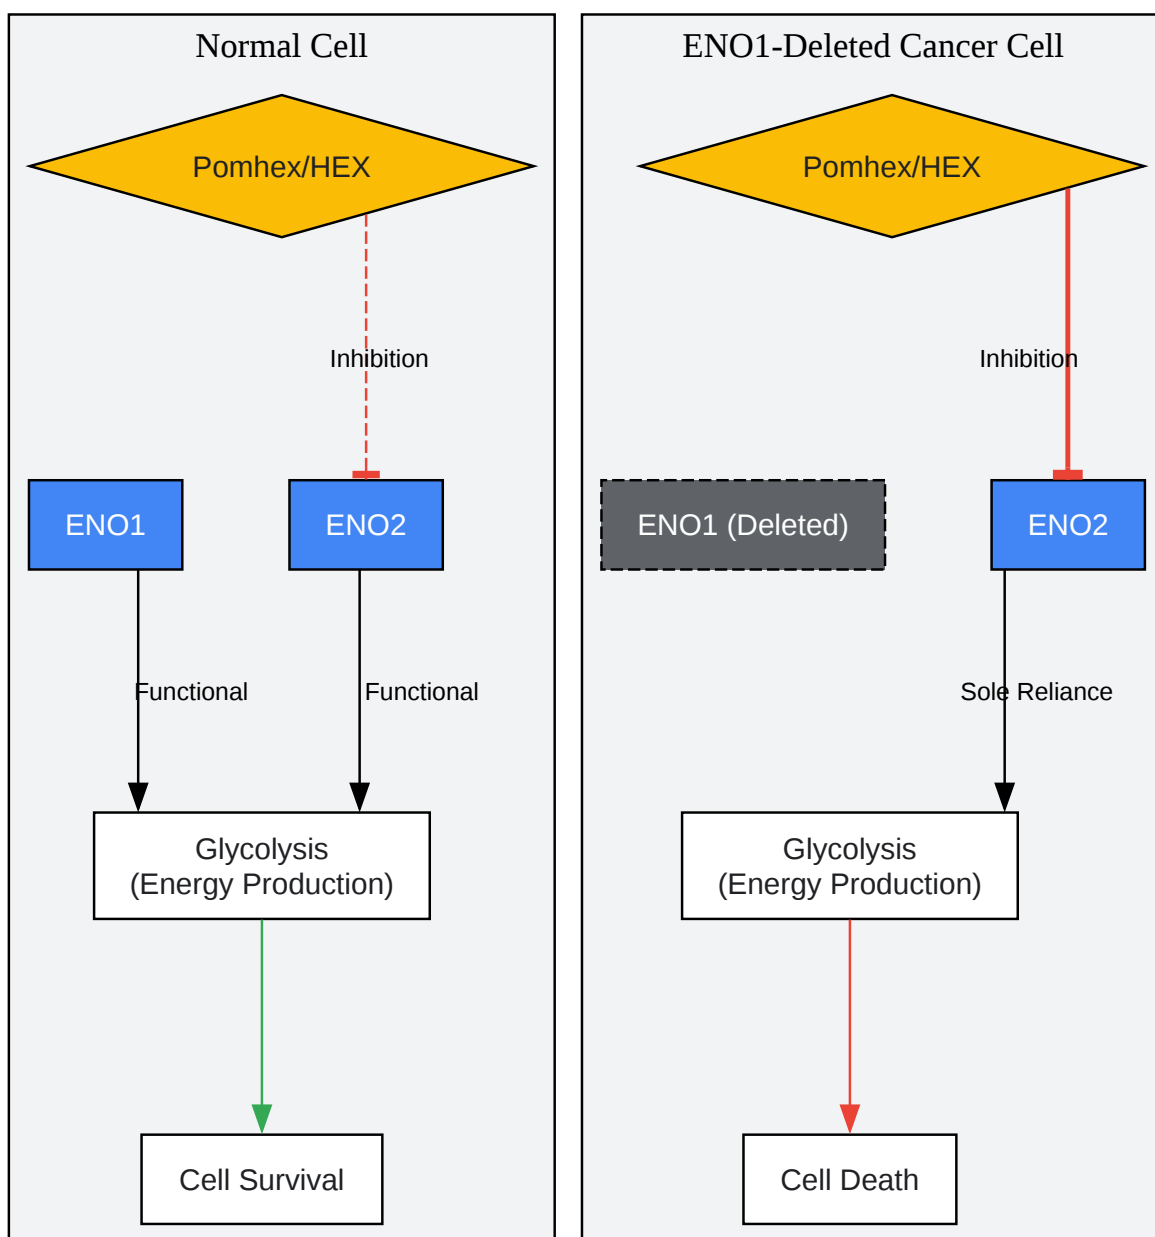 Normal Cell
Pomhex/HEX
Inhibition
ENO1
ENO2
Functional
Functional
Glycolysis
(Energy Production)
Cell Survival
ENO1-Deleted Cancer Cell
Pomhex/HEX
Inhibition
ENO1 (Deleted)
ENO2
Sole Reliance
Glycolysis
(Energy Production)
Cell Death